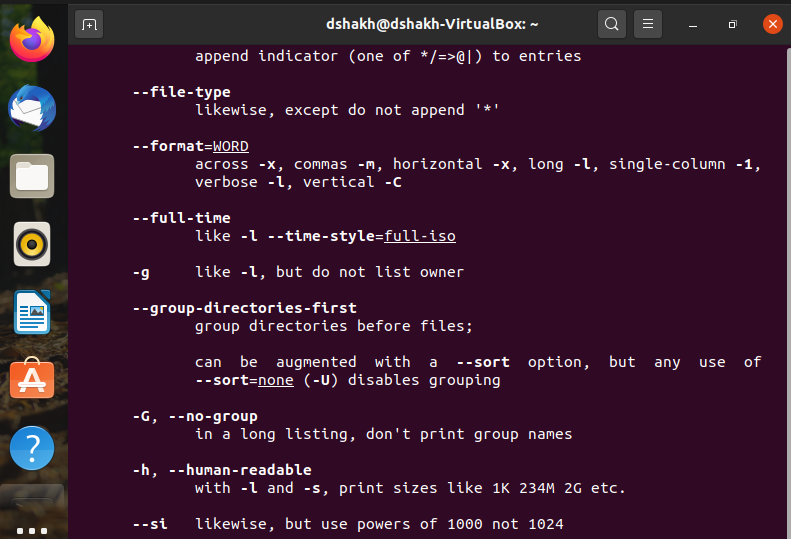 dshakh@dshakh-VirtualBox: ~
append indicator (one of */=>@|) to entries
--file-type
likewise, except do not append '*'
--format=WORD
across -x, commas -m, horizontal -x, long -l, single-column -1,
verbose -l, vertical -C
--full-time
like -l --time-style=full-iso
-g like -l, but do not list owner
--group-directories-first
group directories before files;
can be augmented with a --sort option, but any use of
--sort=none (-U) disables grouping
-G, --no-group
in a long listing, don't print group names
-h, --human-readable
with -l and -s, print sizes like 1K 234M 2G etc.
--si likewise, but use powers of 1000 not 1024